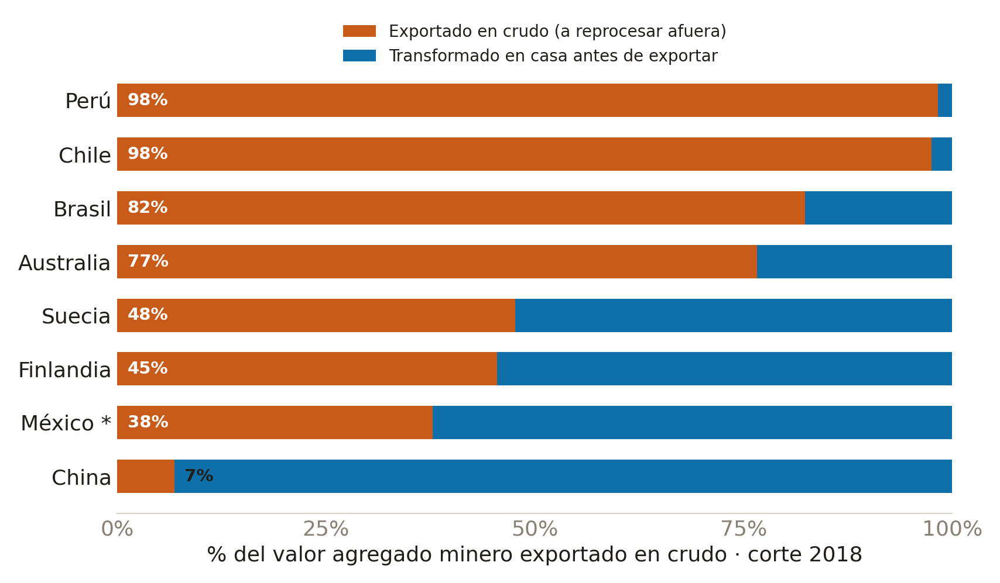 Exportado en crudo (a reprocesar afuera)
Transformado en casa antes de exportar
Perú 98%
Chile 98%
Brasil 82%
Australia 77%
Suecia 48%
Finlandia 45%
México * 38%
China 7%
0% 25% 50% 75% 100%
% del valor agregado minero exportado en crudo · corte 2018